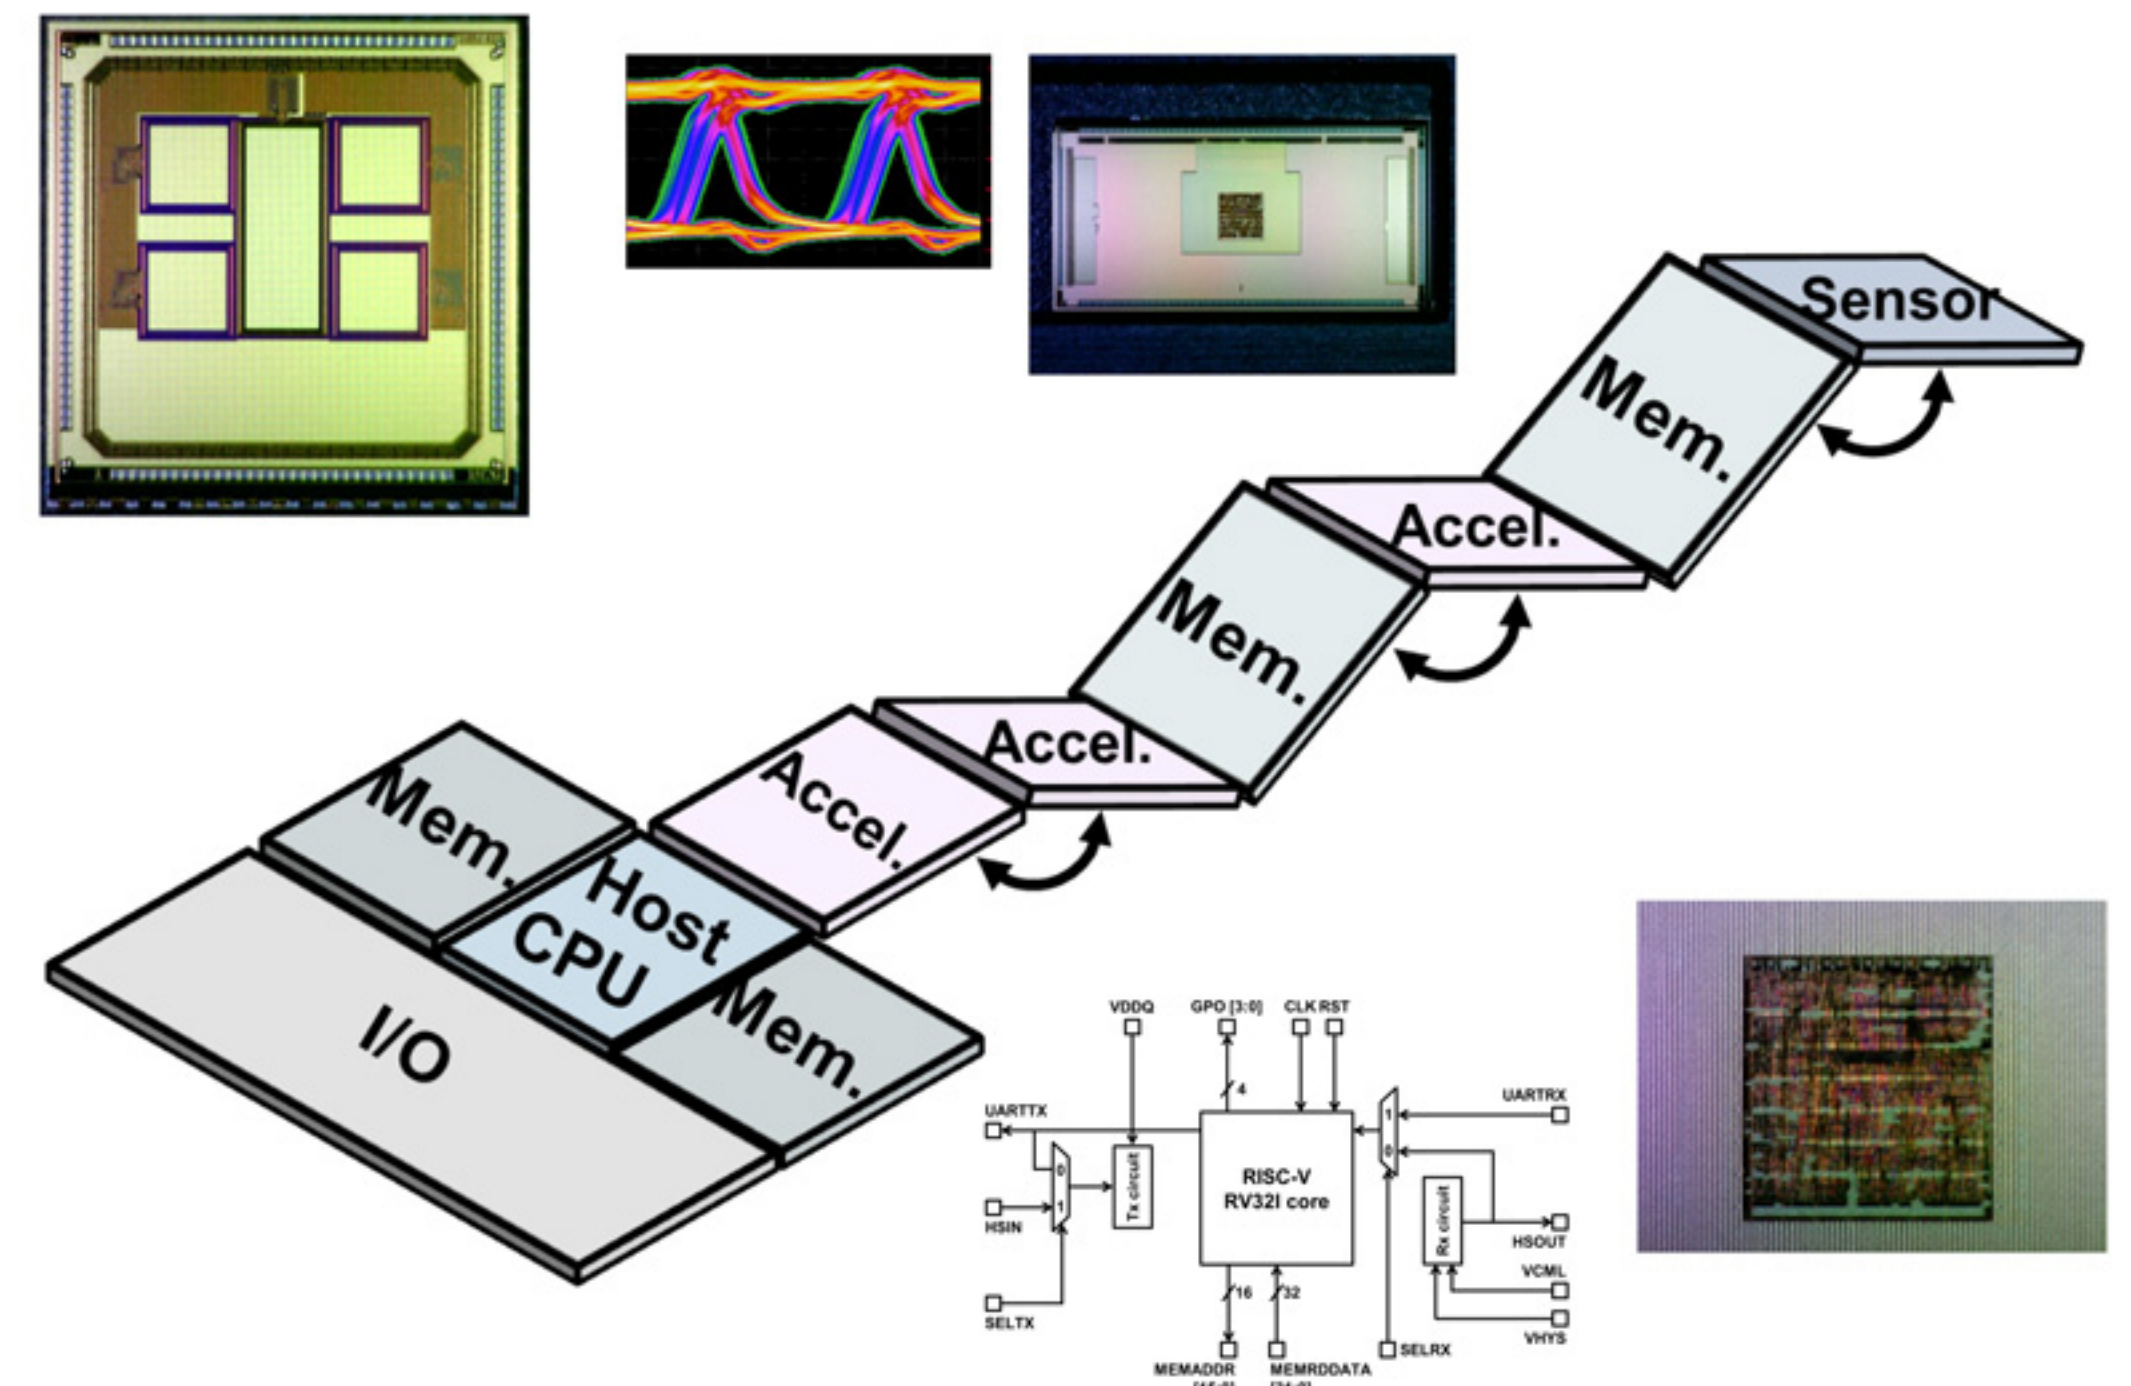 Sensor
Mem.
Accel.
Mem.
Accel.
Accel.
Mem.
Host
CPU
Mem.
I/O
VDDQ
GPO [3:0]
CLK RST
4
UARTTX
UARTRX
1
0
0
1
Tx circuit
RISC-V
RV32I core
Rx circuit
HSIN
HSOUT
VCML
SELTX
16
32
VHYS
SELRX
MEMADDR
MEMRDDATA